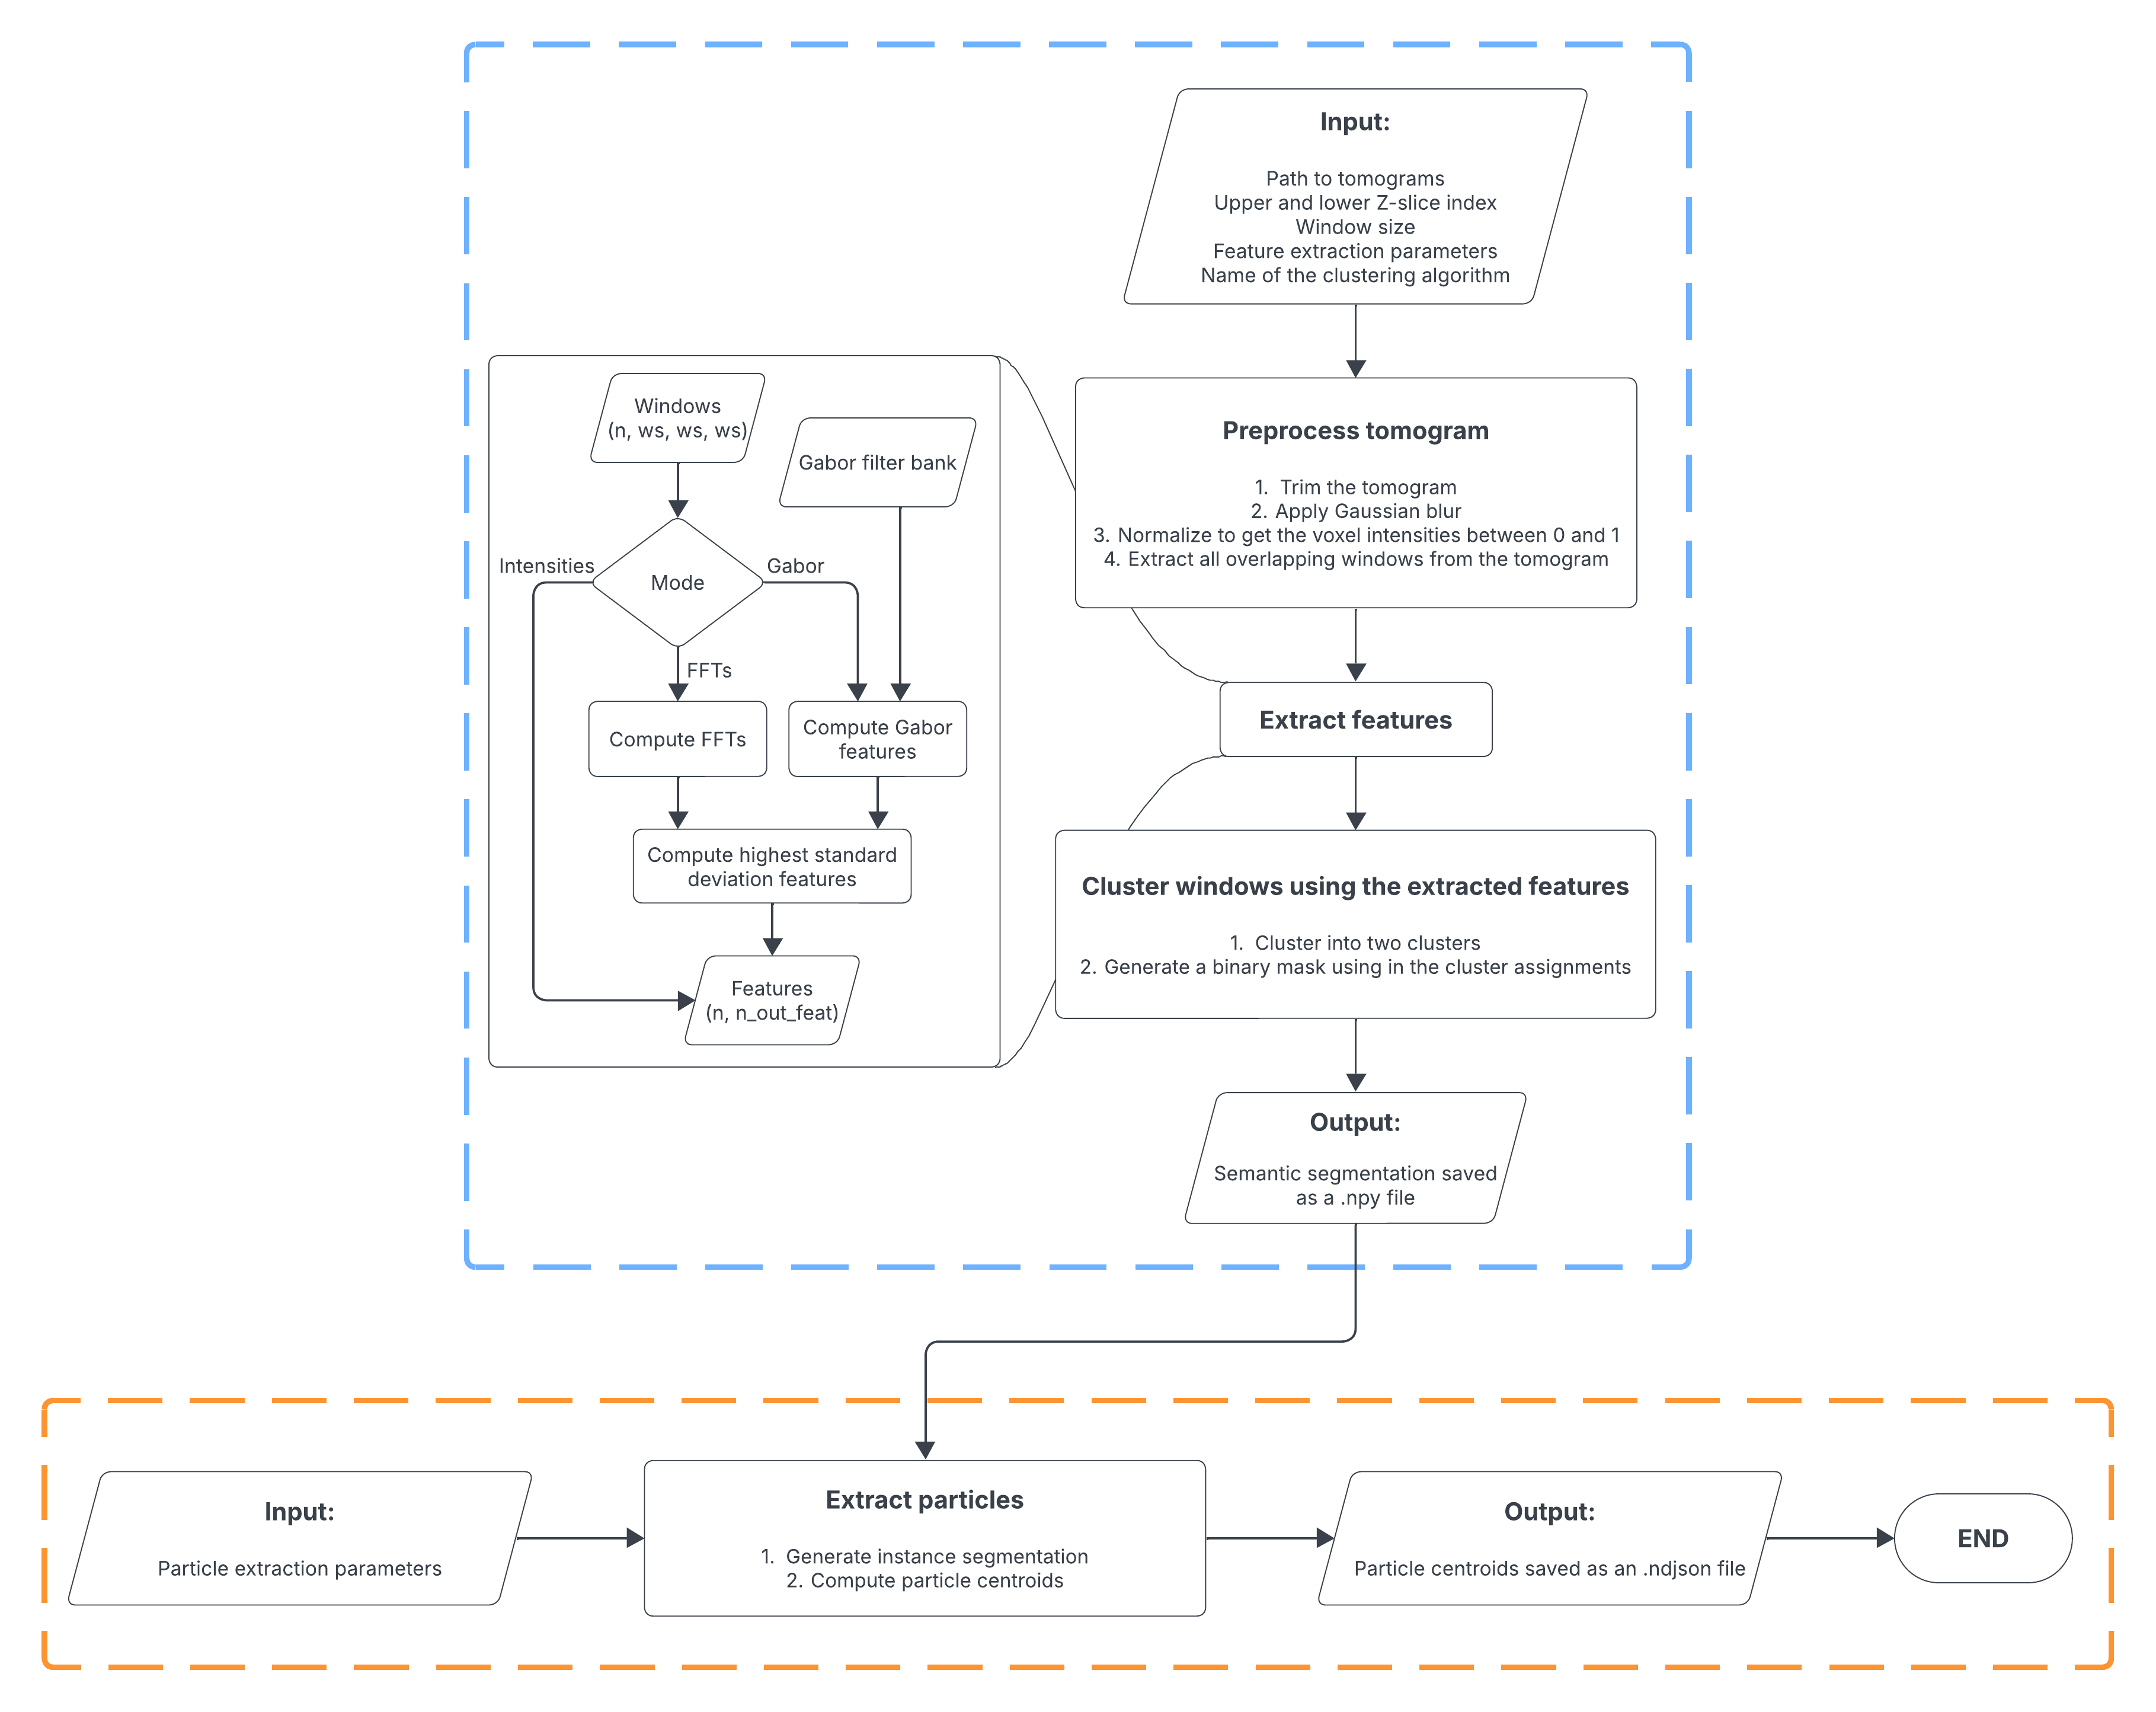 Input:
Path to tomograms
Upper and lower Z-slice index
Window size
Feature extraction parameters
Name of the clustering algorithm
Preprocess tomogram
1. Trim the tomogram
2. Apply Gaussian blur
3. Normalize to get the voxel intensities between 0 and 1
4. Extract all overlapping windows from the tomogram
Extract features
Windows
(n, ws, ws, ws)
Gabor filter bank
Intensities
Mode
Gabor
FFTs
Compute FFTs
Compute Gabor
features
Compute highest standard
deviation features
Features
(n, n_out_feat)
Cluster windows using the extracted features
1. Cluster into two clusters
2. Generate a binary mask using in the cluster assignments
Output:
Semantic segmentation saved
as a .npy file
Input:
Particle extraction parameters
Extract particles
1. Generate instance segmentation
2. Compute particle centroids
Output:
Particle centroids saved as an .ndjson file
END